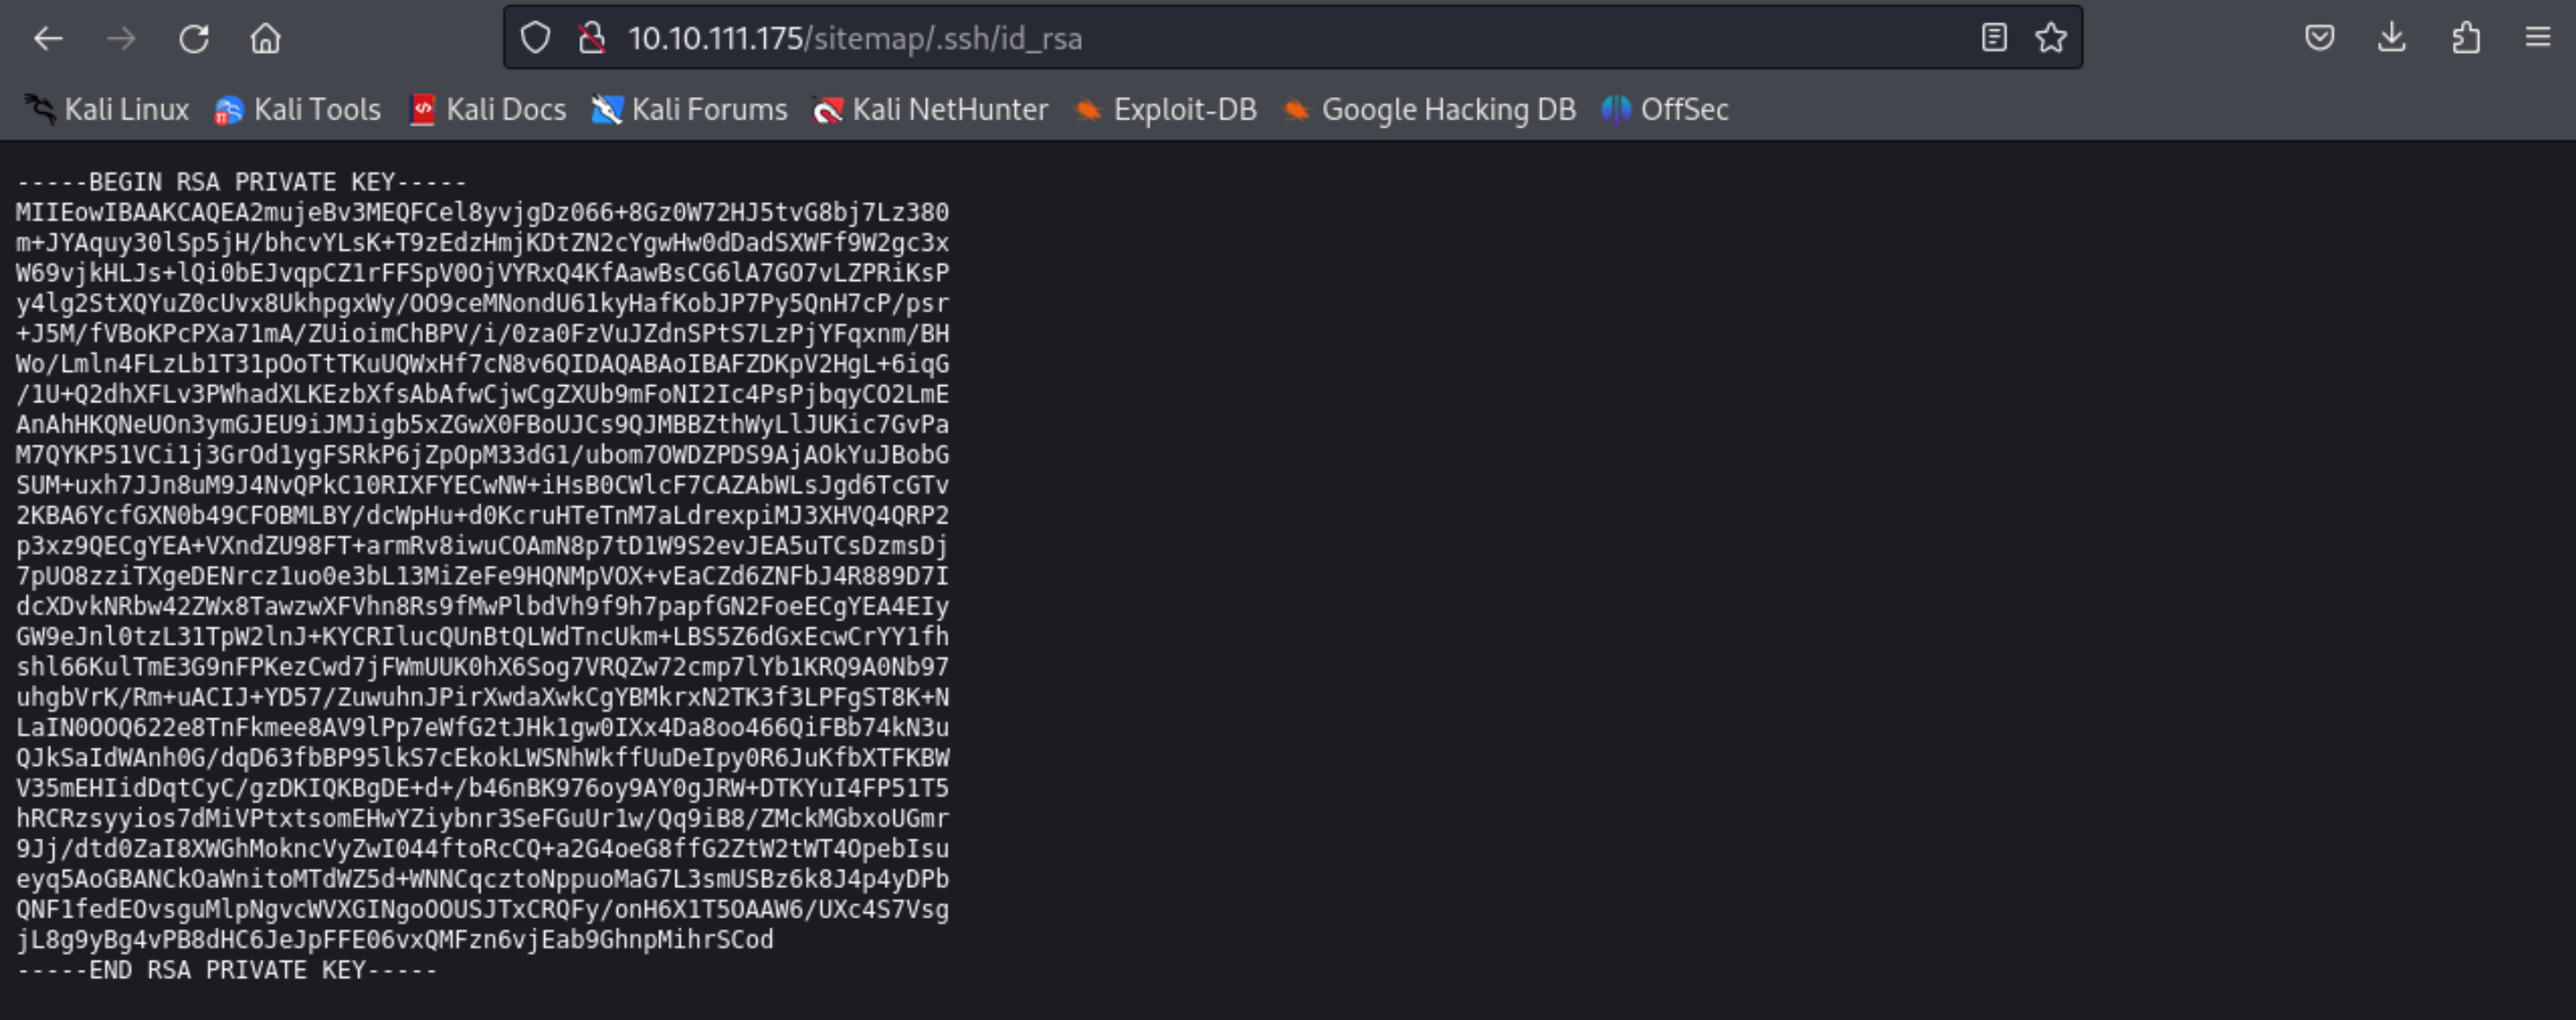 10.10.111.175/sitemap/.ssh/id_rsa
Kali Linux Kali Tools Kali Docs Kali Forums Kali NetHunter Exploit-DB Google Hacking DB OffSec
-----BEGIN RSA PRIVATE KEY-----
MIIEowIBAAKCAQEA2mujeBv3MEQFCel8yvjgDz066+8Gz0W72HJ5tvG8bj7Lz380
m+JYAquy30lSp5jH/bhcvYLsK+T9zEdzHmjKDtZN2cYgwHw0dDadSXWFf9W2gc3x
W69vjkHLJs+lQi0bEJvqpCZ1rFFSpV0OjVYRxQ4KfAawBsCG6lA7GO7vLZPRiKsP
y4lg2StXQYuZ0cUvx8UkhpgxWy/OO9ceMNondU61kyHafKobJP7Py5QnH7cP/psr
+J5M/fVBoKPcPXa71mA/ZUioimChBPV/i/0za0FzVuJZdnSPtS7LzPjYFqxnm/BH
Wo/Lmln4FLzLb1T31pOoTtTKuUQWxHf7cN8v6QIDAQABAoIBAFZDKpV2HgL+6iqG
/1U+Q2dhXFLv3PWhadXLKEzbXfsAbAfwCjwCgZXUb9mFoNI2Ic4PsPjbqyCO2LmE
AnAhHKQNeUOn3ymGJEU9iJMJigb5xZGwX0FBoUJCs9QJMBBZthWyLlJUKic7GvPa
M7QYKP51VCi1j3GrOd1ygFSRkP6jZpOpM33dG1/ubom7OWDZPDS9AjAOkYuJBobG
SUM+uxh7JJn8uM9J4NvQPkC10RIXFYECwNW+iHsB0CWlcF7CAZAbWLsJgd6TcGTv
2KBA6YcfGXN0b49CFOBMLBY/dcWpHu+d0KcruHTeTnM7aLdrexpiMJ3XHVQ4QRP2
p3xz9QECgYEA+VXndZU98FT+armRv8iwuCOAmN8p7tD1W9S2evJEA5uTCsDzmsDj
7pUO8zziTXgeDENrcz1uo0e3bL13MiZeFe9HQNMpVOX+vEaCZd6ZNFbJ4R889D7I
dcXDvkNRbw42ZWx8TawzwXFVhn8Rs9fMwPlbdVh9f9h7papfGN2FoeECgYEA4EIy
GW9eJnl0tzL31TpW2lnJ+KYCRIlucQUnBtQLWdTncUkm+LBS5Z6dGxEcwCrYY1fh
shl66KulTmE3G9nFPKezCwd7jFWmUUK0hX6Sog7VRQZw72cmp7lYb1KRQ9A0Nb97
uhgbVrK/Rm+uACIJ+YD57/ZuwuhnJPirXwdaXwkCgYBMkrxN2TK3f3LPFgST8K+N
LaIN0OOQ622e8TnFkmee8AV9lPp7eWfG2tJHk1gw0IXx4Da8oo466QiFBb74kN3u
QJkSaIdWAnh0G/dqD63fbBP95lkS7cEkokLWSNhWkffUuDeIpy0R6JuKfbXTFKBW
V35mEHIidDqtCyC/gzDKIQKBgDE+d+/b46nBK976oy9AY0gJRW+DTKYuI4FP51T5
hRCRzsyyios7dMiVPtxtsomEHwYZiybnr3SeFGuUr1w/Qq9iB8/ZMckMGbxoUGmr
9Jj/dtd0ZaI8XWGhMokncVyZwI044ftoRcCQ+a2G4oeG8ffG2ZtW2tWT4OpebIsu
eyq5AoGBANCkOaWnitoMTdWZ5d+WNNCqcztoNppuoMaG7L3smUSBz6k8J4p4yDPb
QNF1fedEOvsguMlpNgvcWVXGINgoOOUSJTxCRQFy/onH6X1T5OAAW6/UXc4S7Vsg
jL8g9yBg4vPB8dHC6JeJpFFE06vxQMFzn6vjEab9GhnpMihrSCod
-----END RSA PRIVATE KEY-----